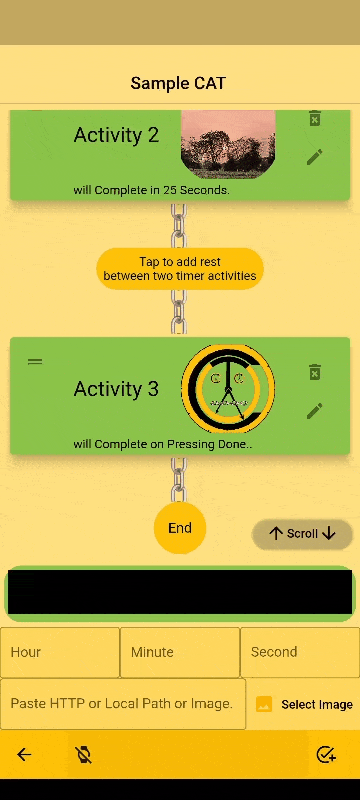 Sample CAT
Activity 2
will Complete in 25 Seconds.
Tap to add rest
between two timer activities
Activity 3
will Complete on Pressing Done..
End
Scroll
Hour
Minute
Second
Paste HTTP or Local Path or Image.
Select Image